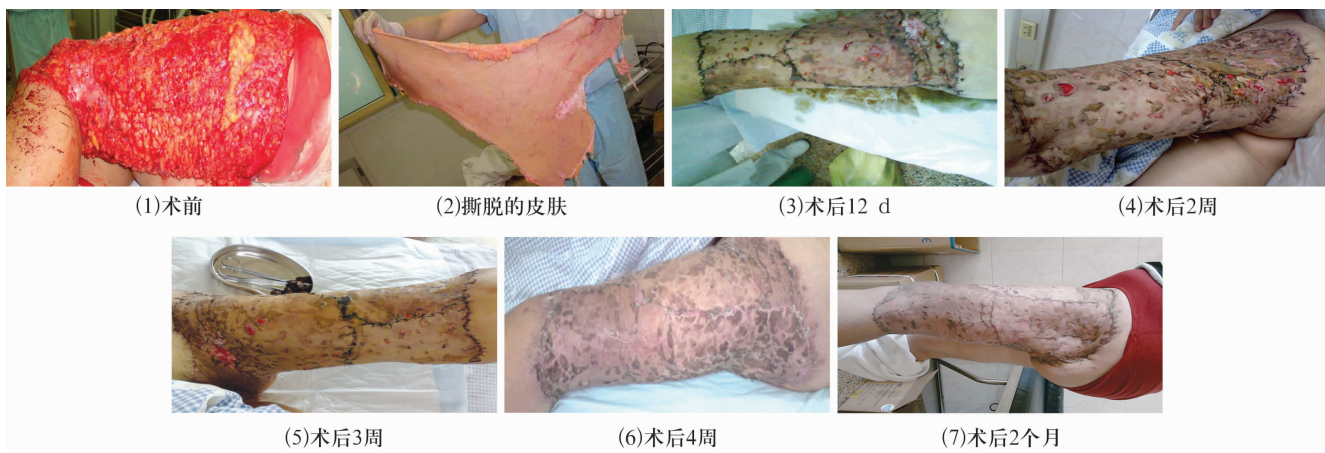 (1)术前
(2)撕脱的皮肤
(3)术后12 d
(4)术后2周
(5)术后3周
(6)术后4周
(7)术后2个月